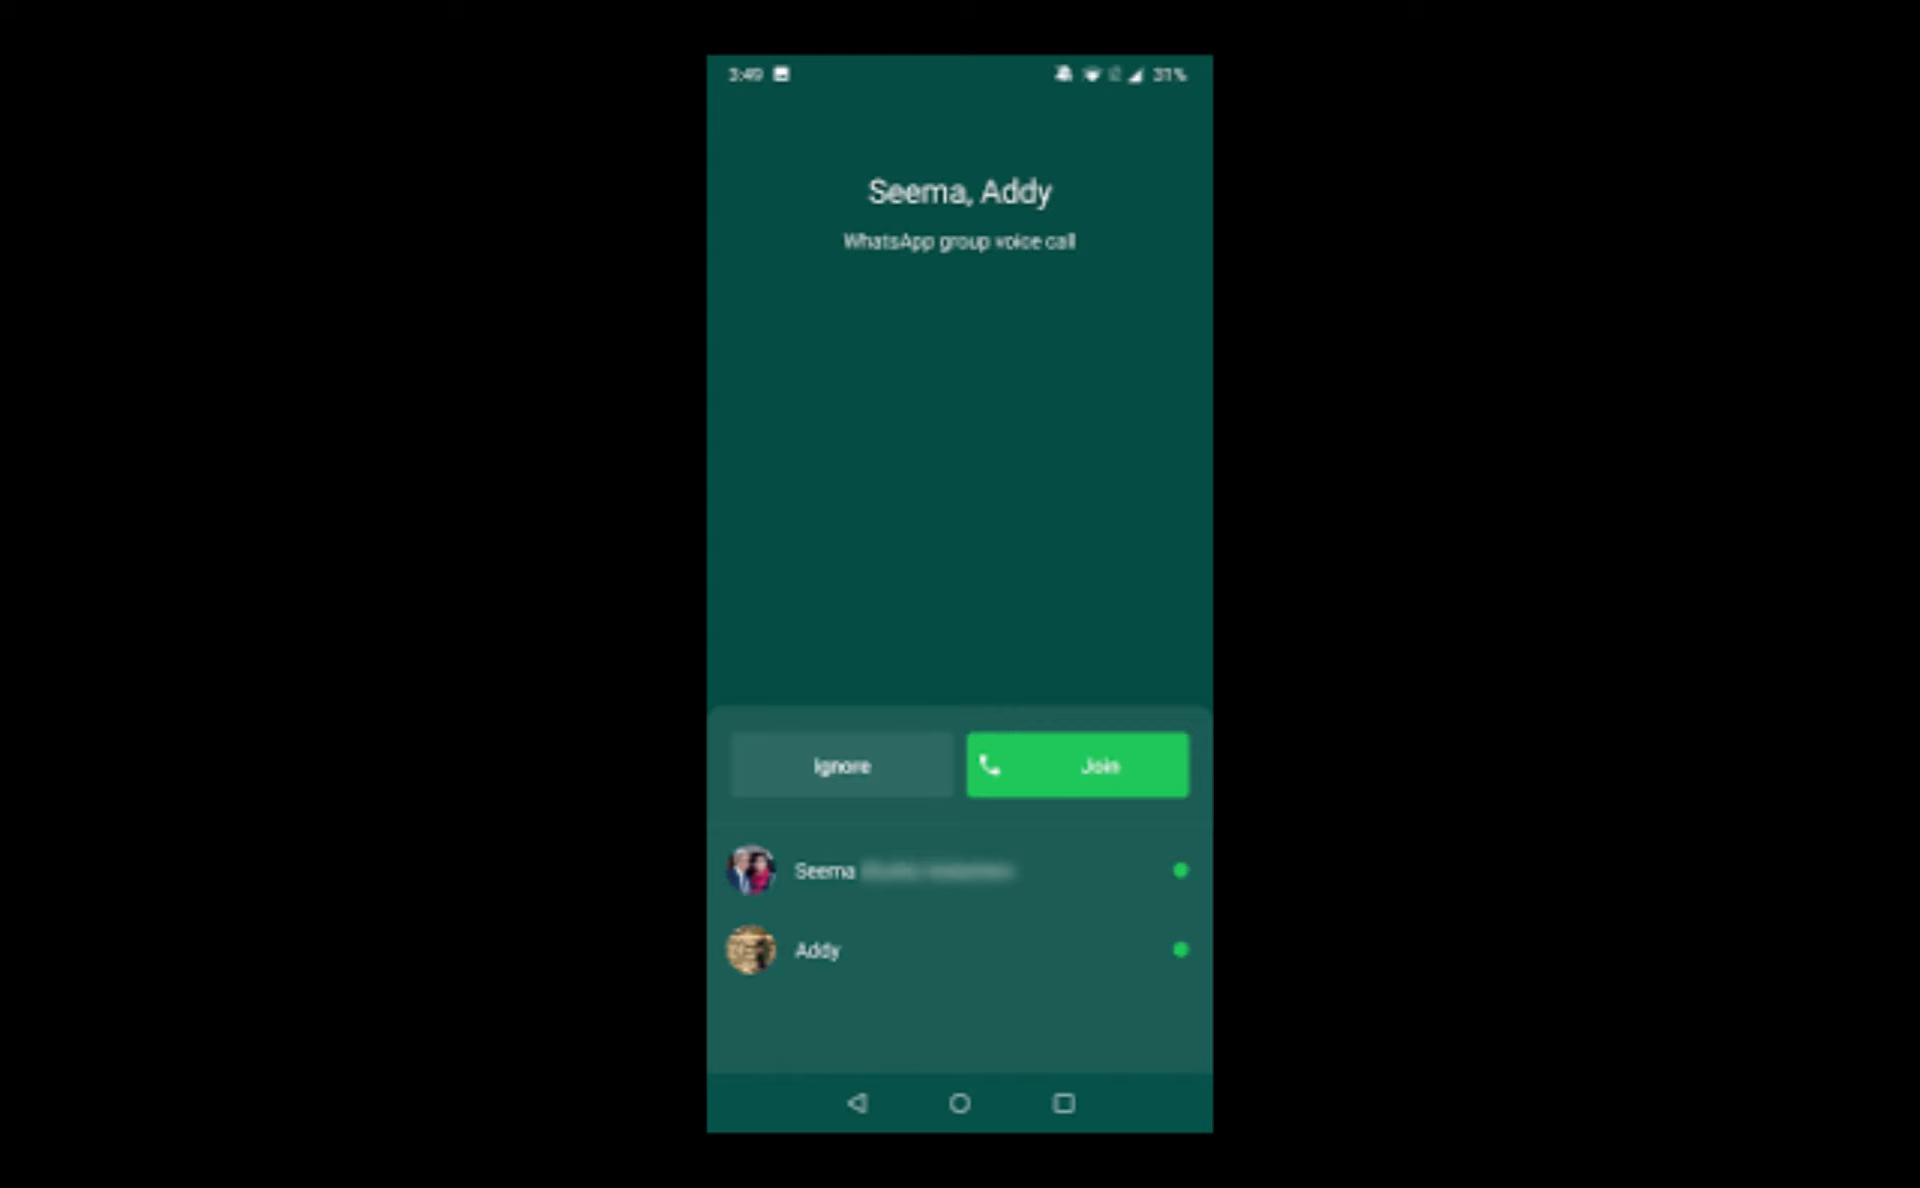 3:49 31%
Seema, Addy
WhatsApp group voice call
Ignore Join
Seema
Addy